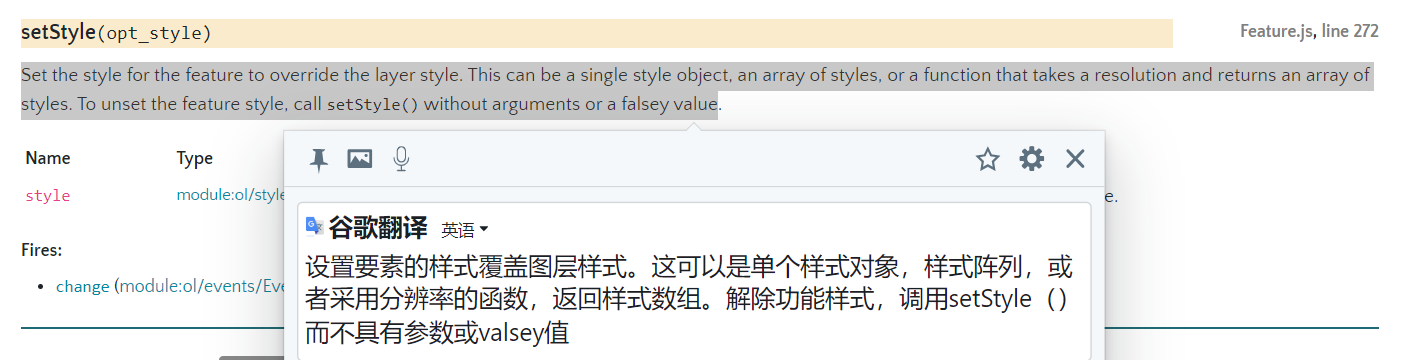 setStyle(opt_style)
Feature.js, line 272
Set the style for the feature to override the layer style. This can be a single style object, an array of styles, or a function that takes a resolution and returns an array of
styles. To unset the feature style, call setStyle() without arguments or a falsey value.
Name Type
style module:ol/style e.
谷歌翻译 英语
设置要素的样式覆盖图层样式。这可以是单个样式对象，样式阵列，或
者采用分辨率的函数，返回样式数组。解除功能样式，调用setStyle（）
而不具有参数或valsey值
Fires:
• change (module:ol/events/Eve